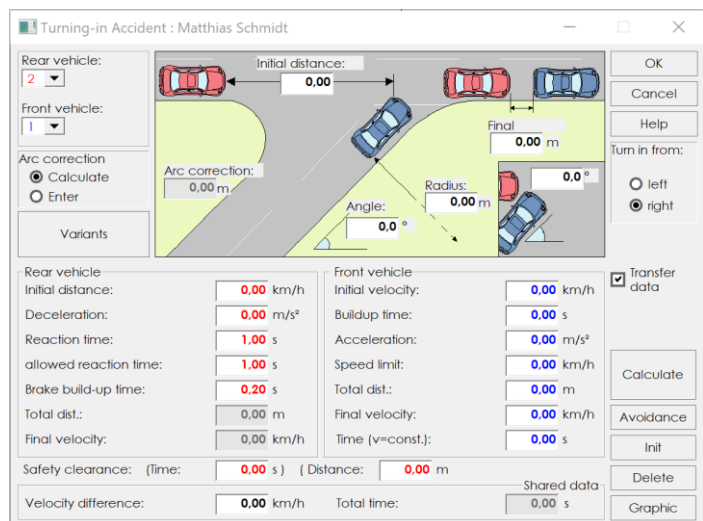 Turning-in Accident : Matthias Schmidt
Rear vehicle:
2
Front vehicle:
1
Arc correction
Calculate
Enter
Variants
Initial distance:
0,00
Final
0,00 m
Arc correction:
0,00 m
Radius:
0,00 m
Angle:
0,0 °
0,0 °
OK
Cancel
Help
Turn in from:
left
right
Transfer
data
Rear vehicle
Initial distance: 0,00 km/h
Deceleration: 0,00 m/s²
Reaction time: 1,00 s
allowed reaction time: 1,00 s
Brake build-up time: 0,20 s
Total dist.: 0,00 m
Final velocity: 0,00 km/h
Front vehicle
Initial velocity: 0,00 km/h
Buildup time: 0,00 s
Acceleration: 0,00 m/s²
Speed limit: 0,00 km/h
Total dist.: 0,00 m
Final velocity: 0,00 km/h
Time (v=const.): 0,00 s
Safety clearance: (Time: 0,00 s ) ( Distance: 0,00 m
Shared data
Velocity difference: 0,00 km/h Total time: 0,00 s
Calculate
Avoidance
Init
Delete
Graphic